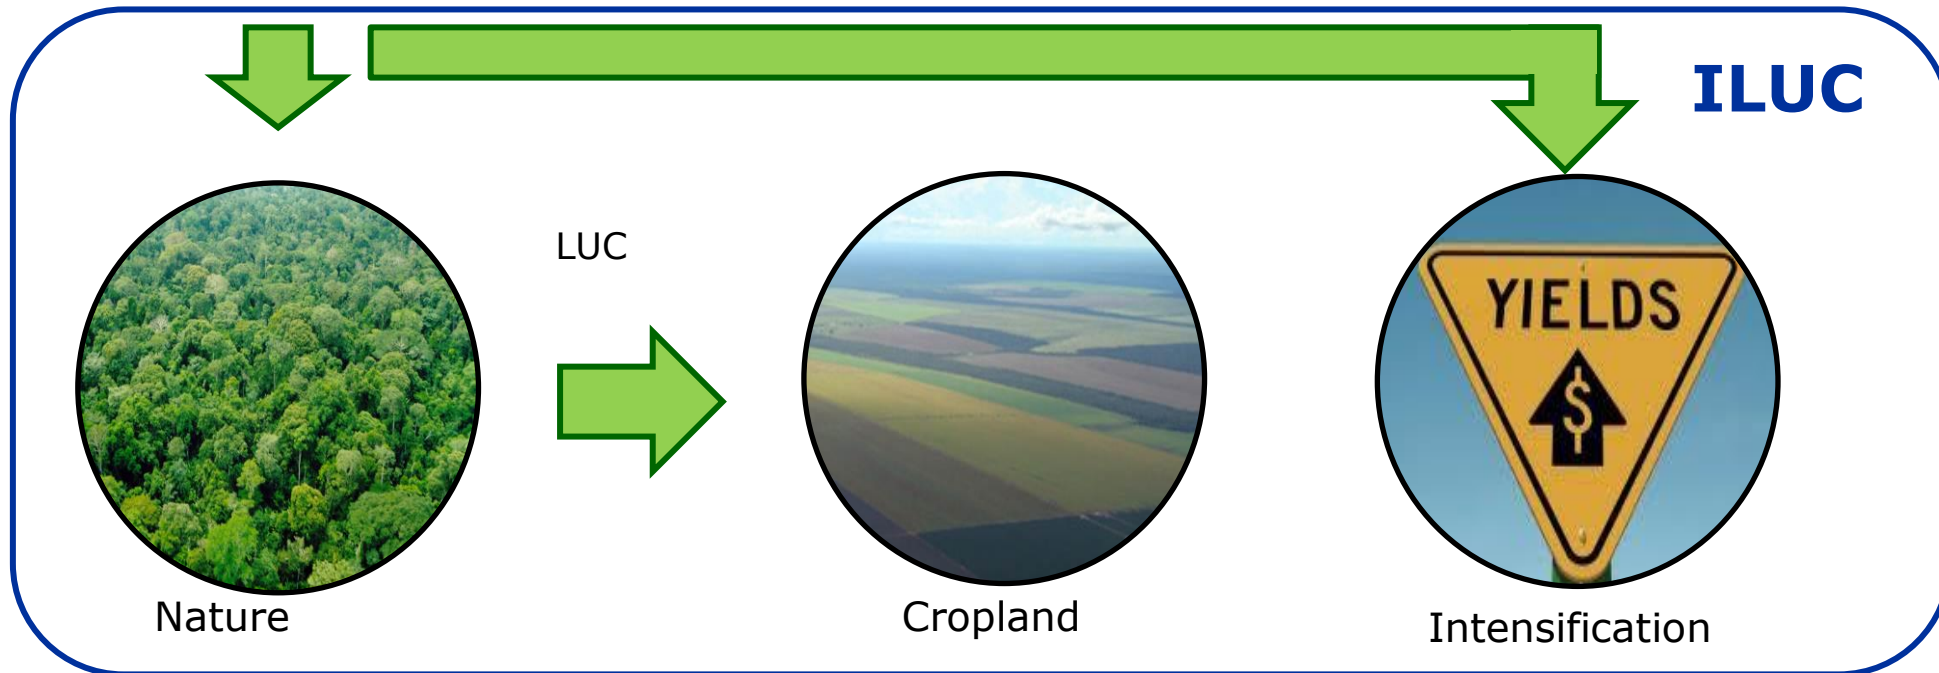 ILUC
LUC
YIELDS
$
Nature
Cropland
Intensification